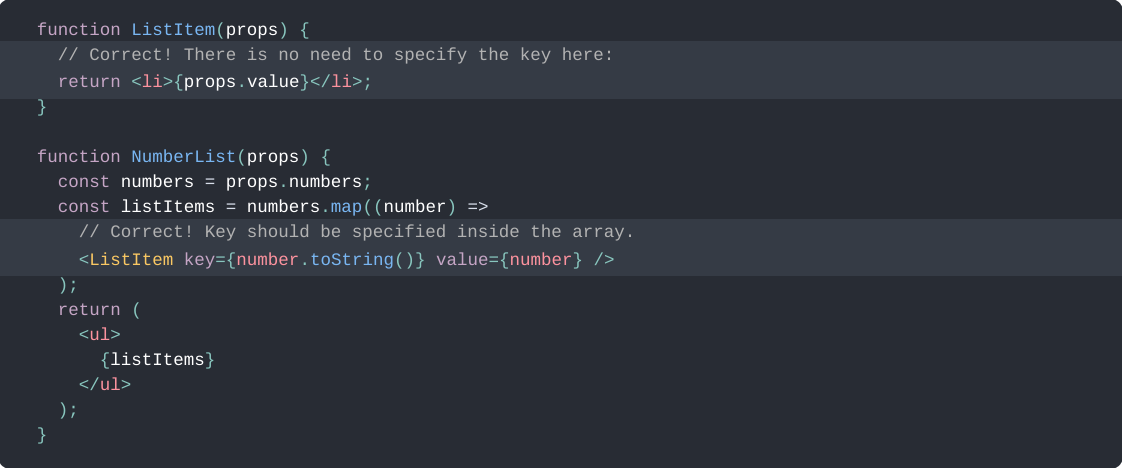 function ListItem(props) {
  // Correct! There is no need to specify the key here:
  return <li>{props.value}</li>;
}

function NumberList(props) {
  const numbers = props.numbers;
  const listItems = numbers.map((number) =>
    // Correct! Key should be specified inside the array.
    <ListItem key={number.toString()} value={number} />
  );
  return (
    <ul>
      {listItems}
    </ul>
  );
}